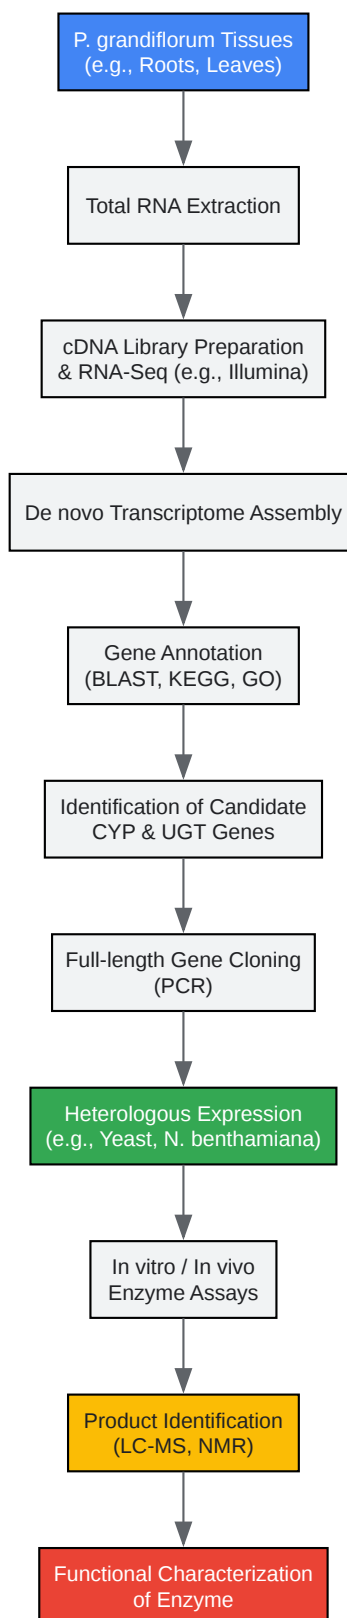 P. grandiflorum Tissues
(e.g., Roots, Leaves)
Total RNA Extraction
cDNA Library Preparation
& RNA-Seq (e.g., Illumina)
De novo Transcriptome Assembly
Gene Annotation
(BLAST, KEGG, GO)
Identification of Candidate
CYP & UGT Genes
Full-length Gene Cloning
(PCR)
Heterologous Expression
(e.g., Yeast, N. benthamiana)
In vitro / In vivo
Enzyme Assays
Product Identification
(LC-MS, NMR)
Functional Characterization
of Enzyme